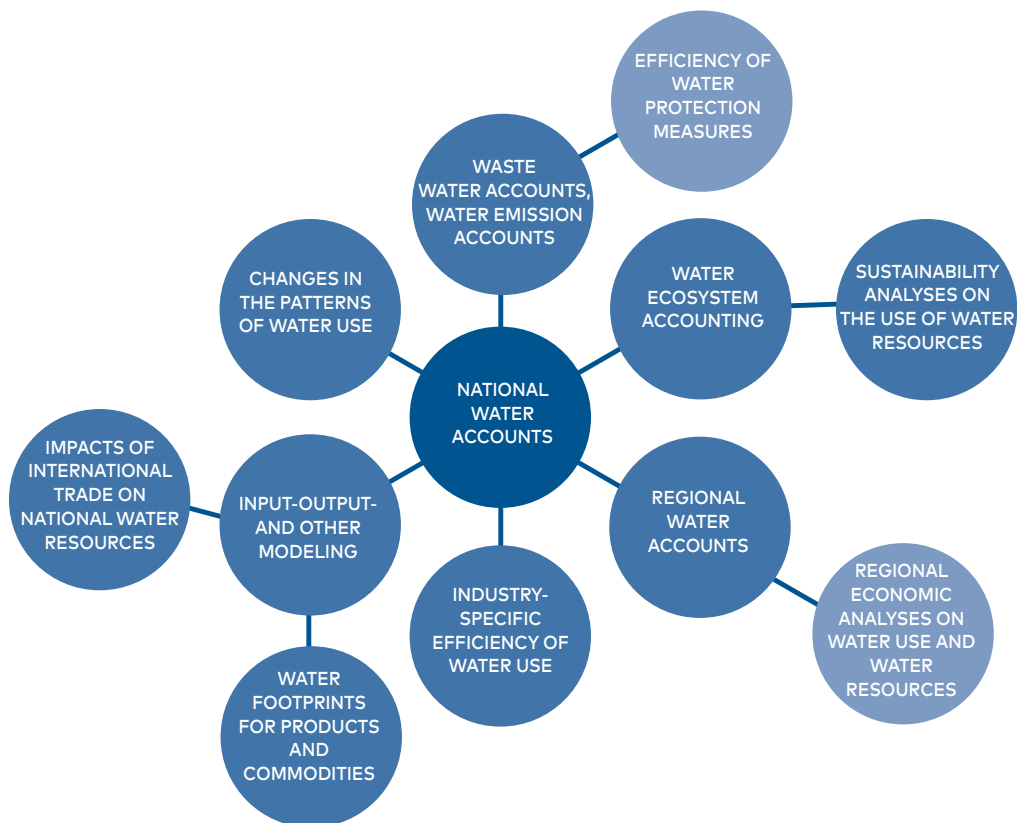 EFFICIENCY OF
WATER
PROTECTION
MEASURES
WASTE
WATER ACCOUNTS,
WATER EMISSION
ACCOUNTS
CHANGES IN
THE PATTERNS
OF WATER USE
WATER
ECOSYSTEM
ACCOUNTING
SUSTAINABILITY
ANALYSES ON
THE USE OF WATER
RESOURCES
NATIONAL
WATER
ACCOUNTS
IMPACTS OF
INTERNATIONAL
TRADE ON
NATIONAL WATER
RESOURCES
INPUT-OUTPUT-
AND OTHER
MODELING
REGIONAL
WATER
ACCOUNTS
INDUSTRY-
SPECIFIC
EFFICIENCY OF
WATER USE
REGIONAL
ECONOMIC
ANALYSES ON
WATER USE AND
WATER
RESOURCES
WATER
FOOTPRINTS
FOR PRODUCTS
AND
COMMODITIES